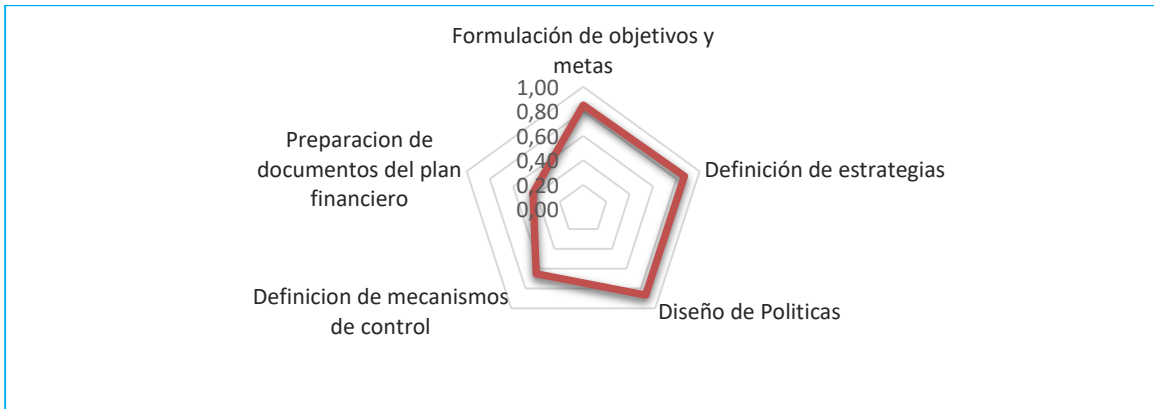 Formulación de objetivos y
metas
1,00
0,80
0,60
0,40
0,20
0,00
Definición de estrategias
Diseño de Politicas
Definicion de mecanismos
de control
Preparacion de
documentos del plan
financiero